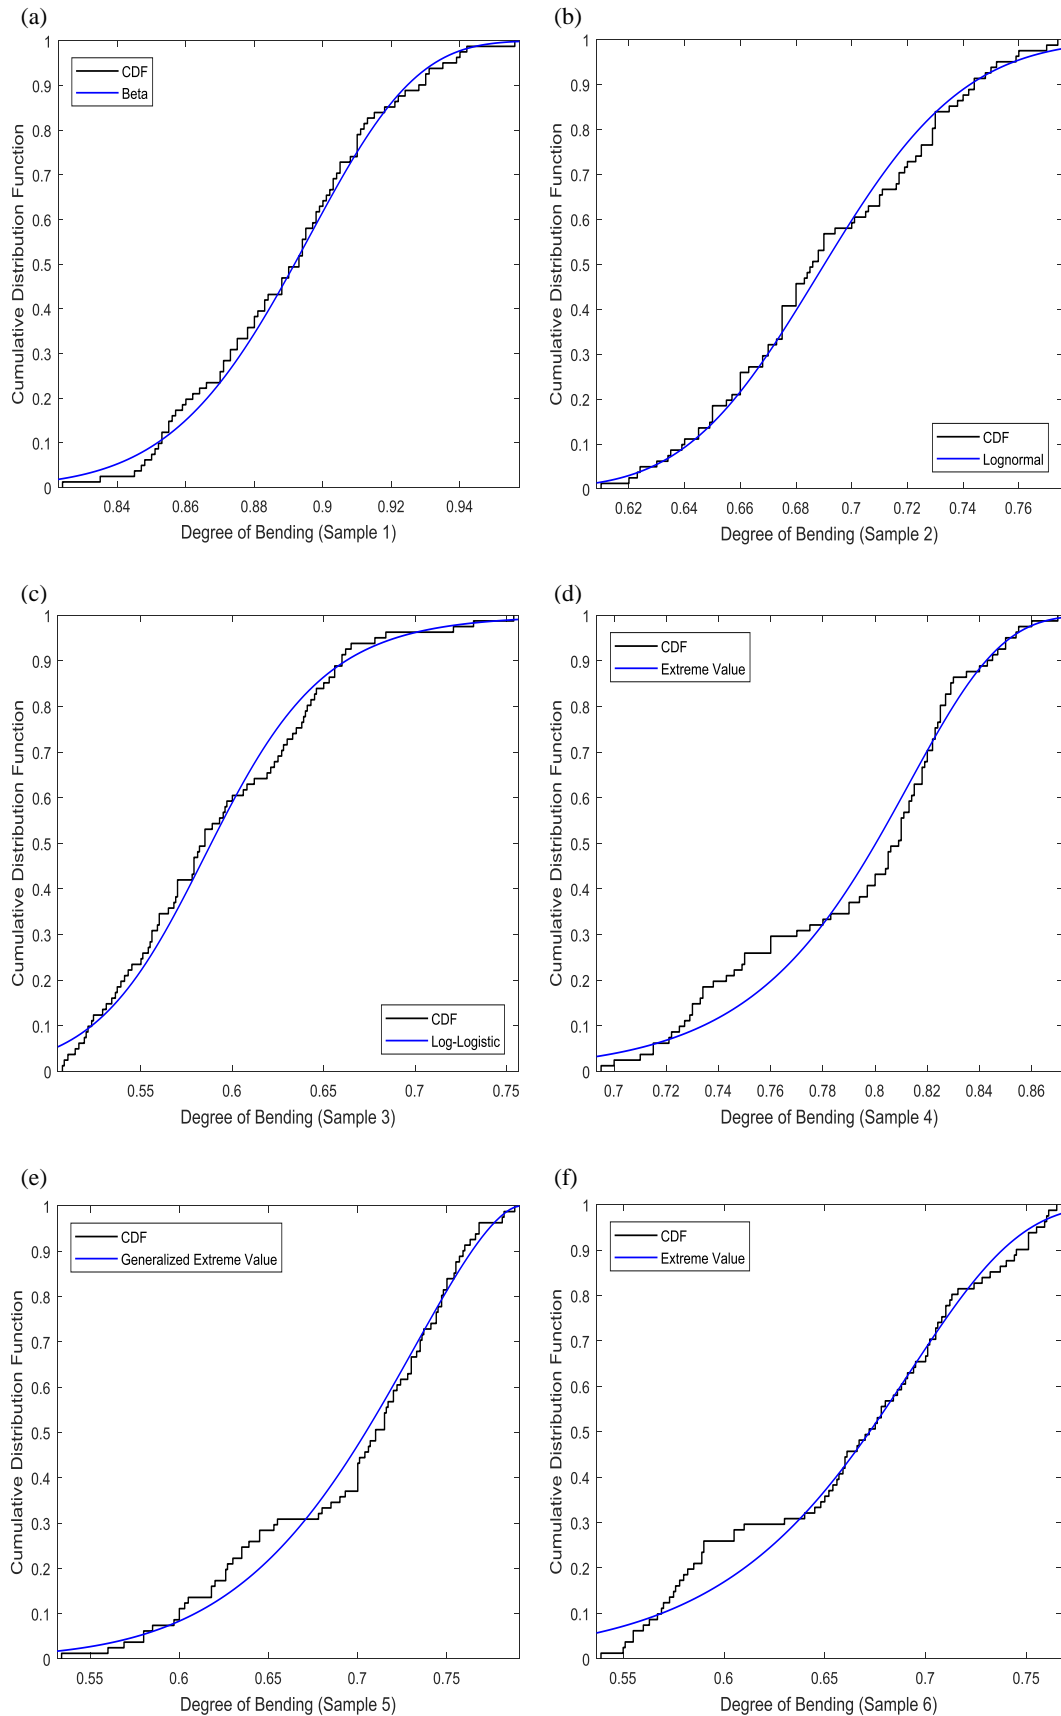 (a)
1
0.9
0.8
0.7
0.6
0.5
0.4
0.3
0.2
0.1
0
Cumulative Distribution Function
CDF
Beta
0.84 0.86 0.88 0.9 0.92 0.94
Degree of Bending (Sample 1)
(b)
1
0.9
0.8
0.7
0.6
0.5
0.4
0.3
0.2
0.1
0
Cumulative Distribution Function
CDF
Lognormal
0.62 0.64 0.66 0.68 0.7 0.72 0.74 0.76
Degree of Bending (Sample 2)
(c)
1
0.9
0.8
0.7
0.6
0.5
0.4
0.3
0.2
0.1
0
Cumulative Distribution Function
CDF
Log-Logistic
0.55 0.6 0.65 0.7 0.75
Degree of Bending (Sample 3)
(d)
1
0.9
0.8
0.7
0.6
0.5
0.4
0.3
0.2
0.1
0
Cumulative Distribution Function
CDF
Extreme Value
0.7 0.72 0.74 0.76 0.78 0.8 0.82 0.84 0.86
Degree of Bending (Sample 4)
(e)
1
0.9
0.8
0.7
0.6
0.5
0.4
0.3
0.2
0.1
0
Cumulative Distribution Function
CDF
Generalized Extreme Value
0.55 0.6 0.65 0.7 0.75
Degree of Bending (Sample 5)
(f)
1
0.9
0.8
0.7
0.6
0.5
0.4
0.3
0.2
0.1
0
Cumulative Distribution Function
CDF
Extreme Value
0.55 0.6 0.65 0.7 0.75
Degree of Bending (Sample 6)